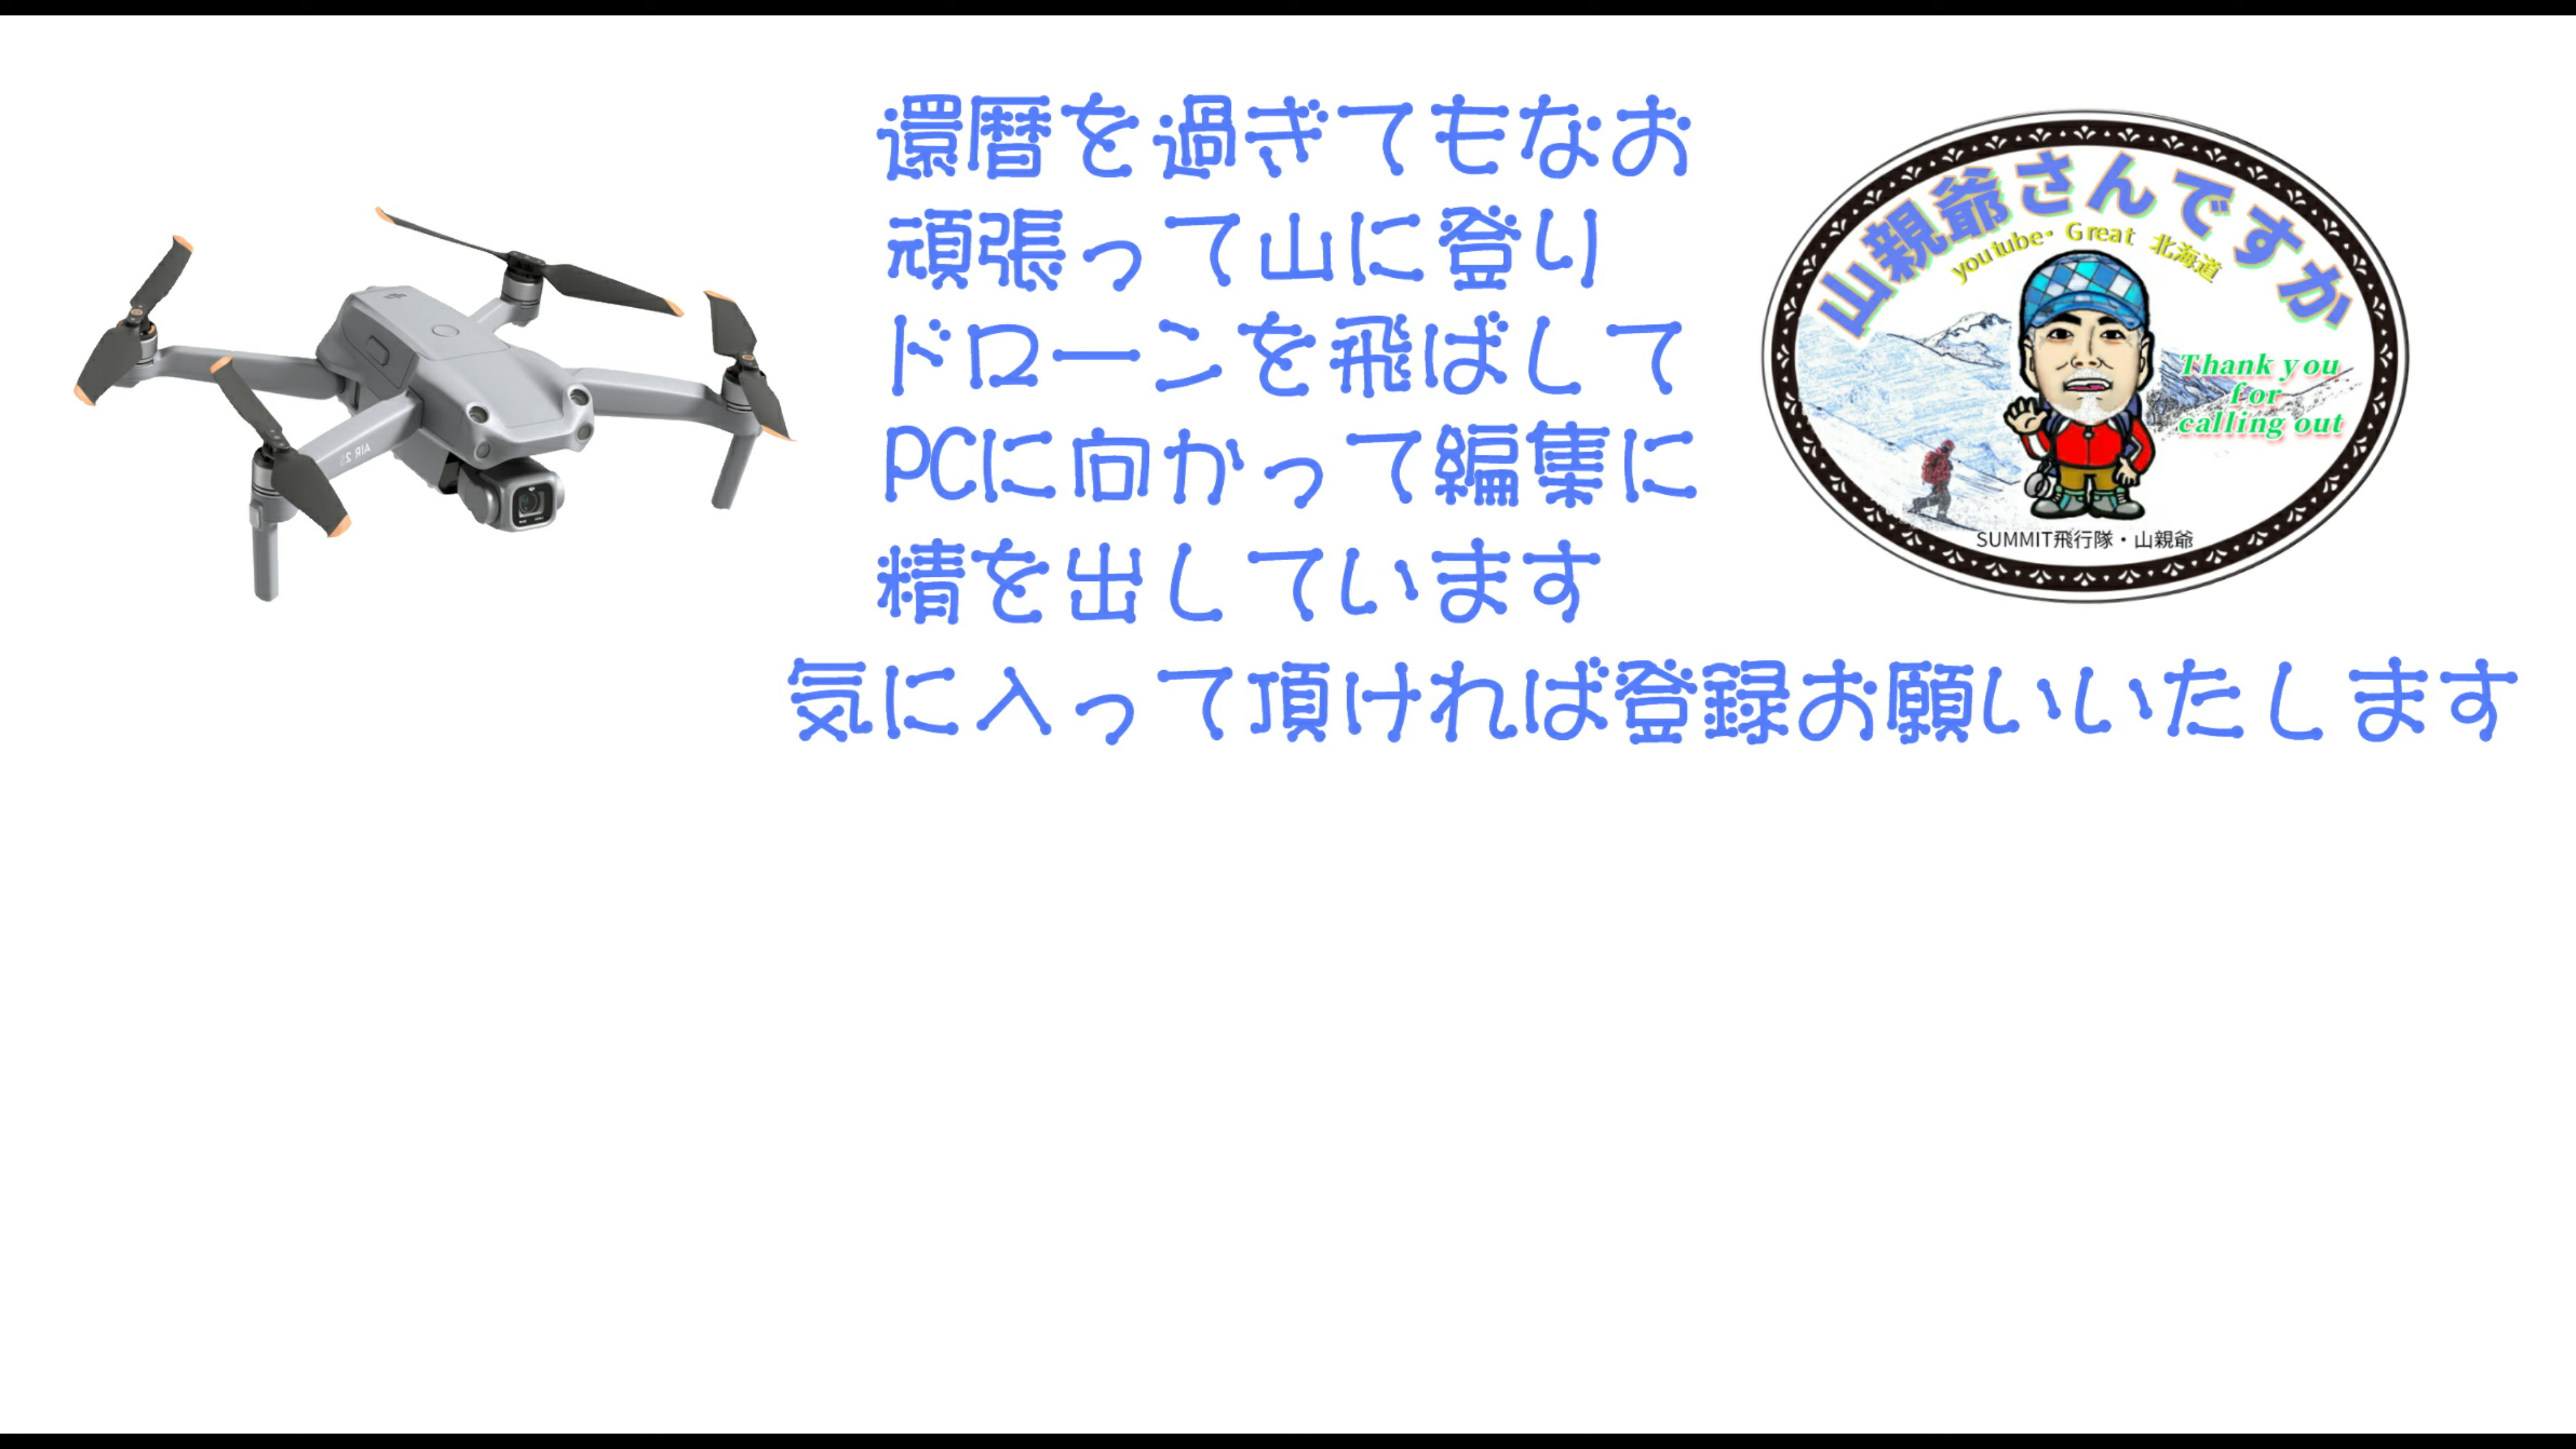 還暦を過ぎてもなお
頑張って山に登り
ドローンを飛ばして
PCに向かって編集に
精を出しています
気に入って頂ければ登録お願いいたします
山親爺さんですか
youtube・Great 北海道
Thank you
for
calling out
SUMMIT飛行隊・山親爺
AIR 2S